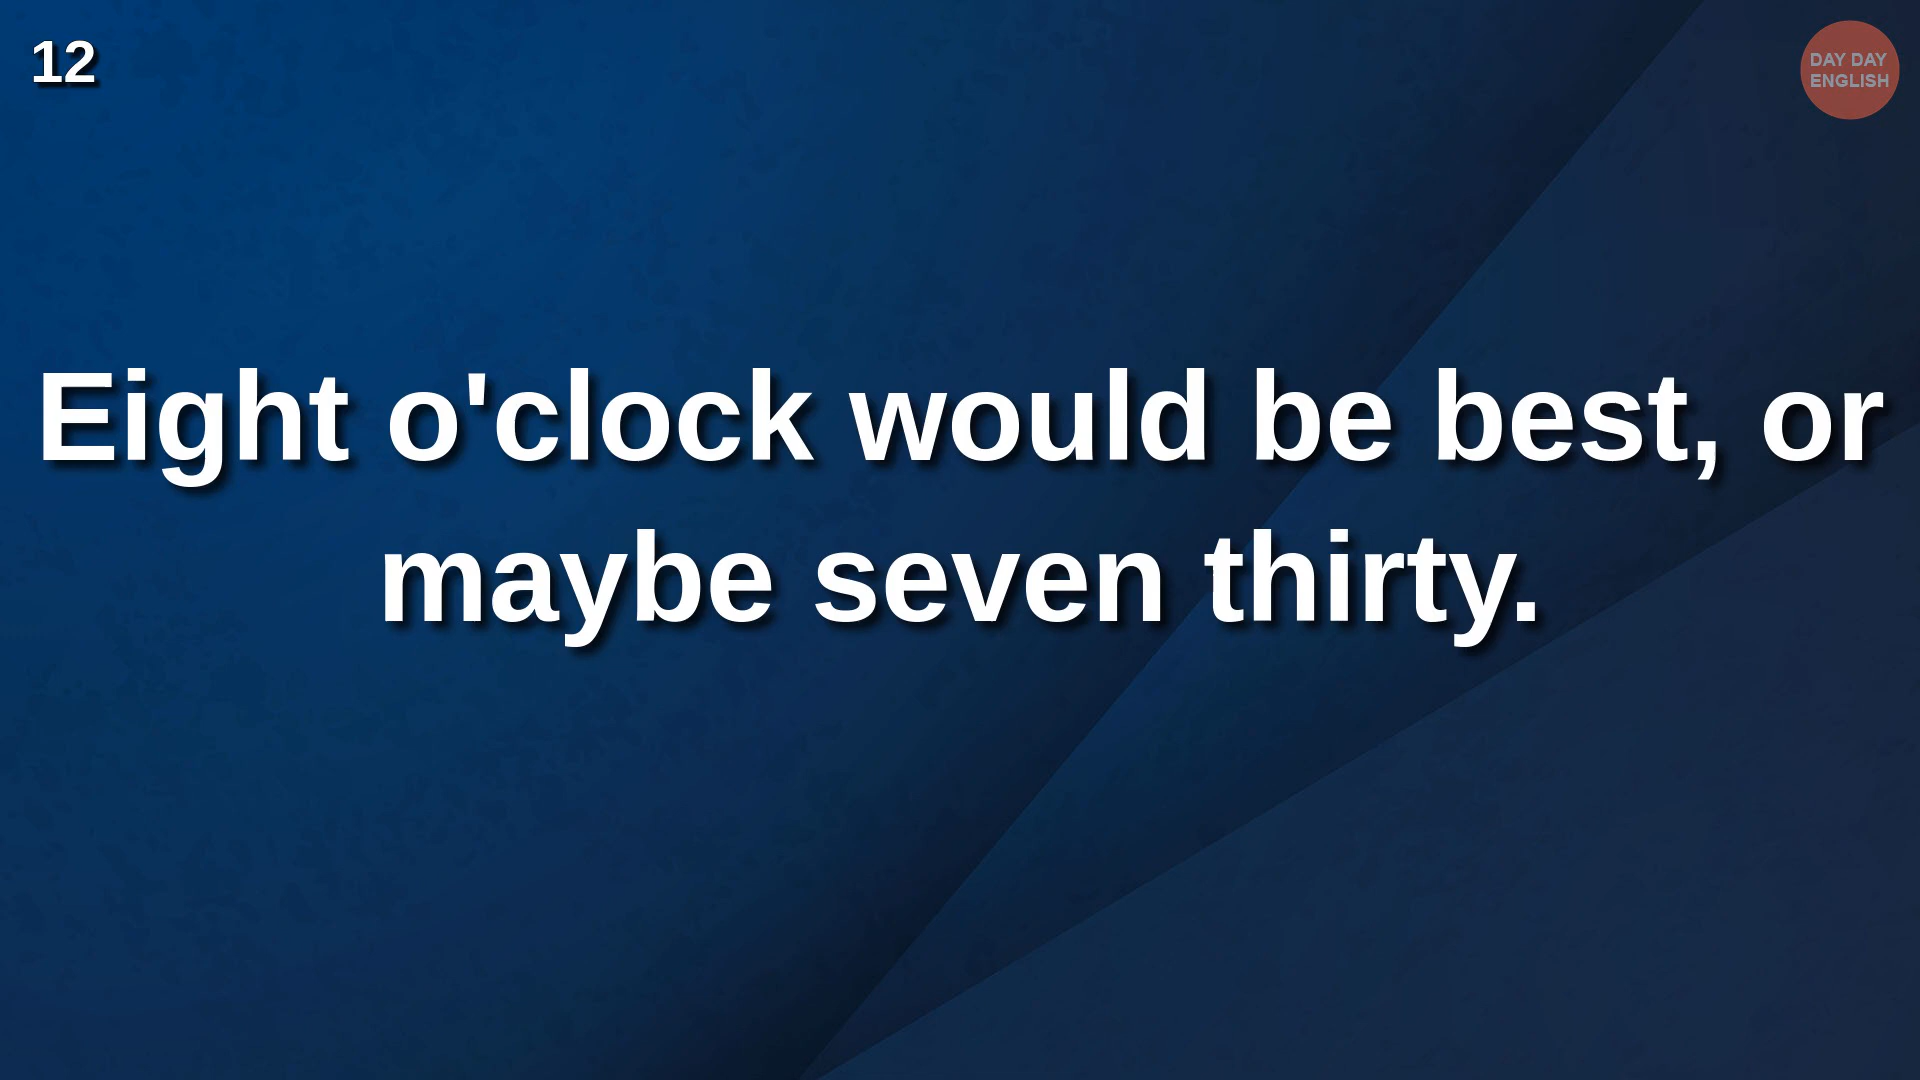 12
DAY DAY
ENGLISH
Eight o'clock would be best, or
maybe seven thirty.